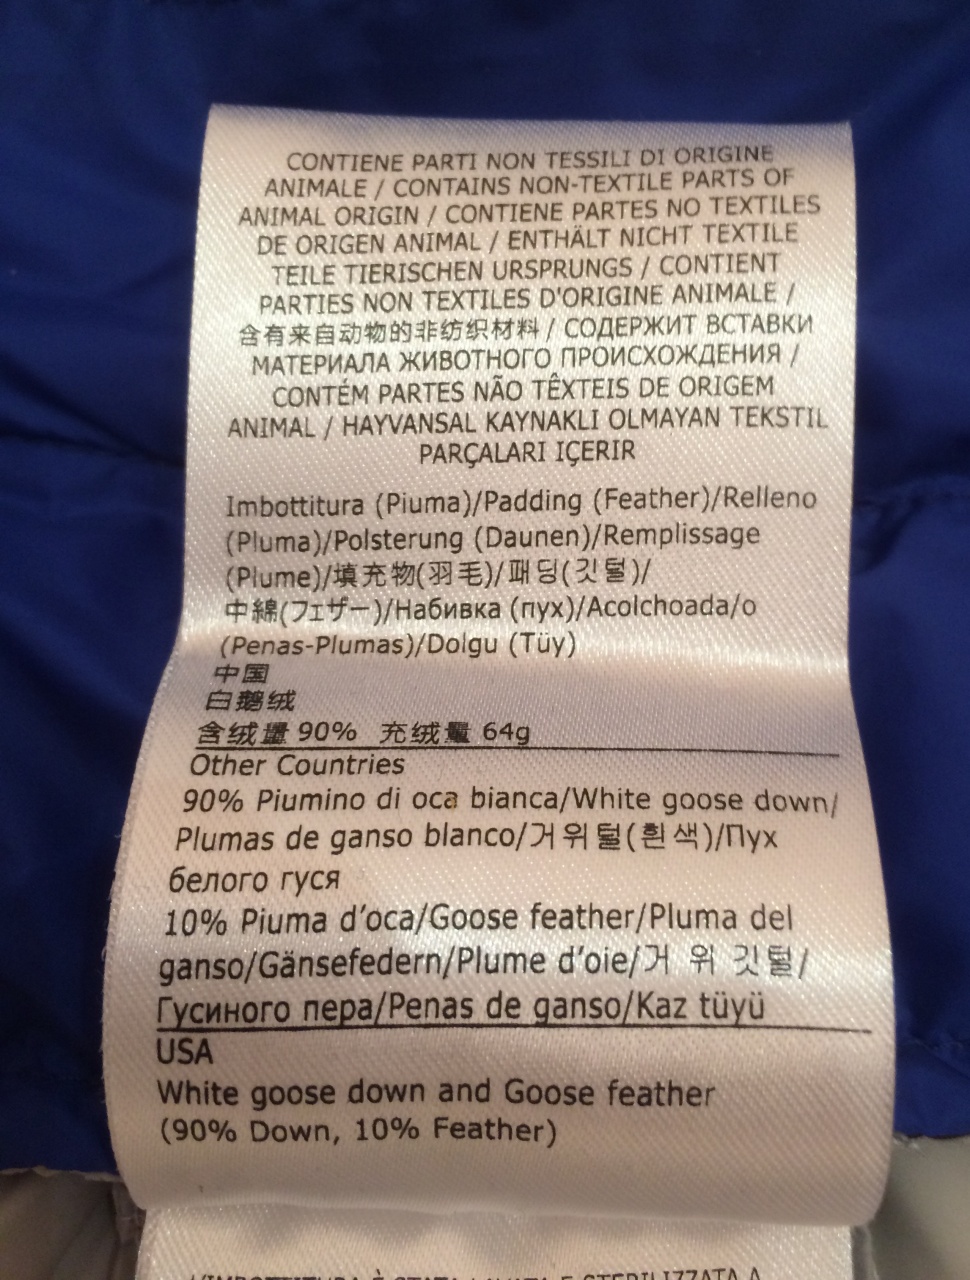 CONTIENE PARTI NON TESSILI DI ORIGINE
ANIMALE / CONTAINS NON-TEXTILE PARTS OF
ANIMAL ORIGIN / CONTIENE PARTES NO TEXTILES
DE ORIGEN ANIMAL / ENTHÄLT NICHT TEXTILE
TEILE TIERISCHEN URSPRUNGS / CONTIENT
PARTIES NON TEXTILES D'ORIGINE ANIMALE /
含有来自动物的非纺织材料 / СОДЕРЖИТ ВСТАВКИ
МАТЕРИАЛА ЖИВОТНОГО ПРОИСХОЖДЕНИЯ /
CONTÉM PARTES NÃO TÊXTEIS DE ORIGEM
ANIMAL / HAYVANSAL KAYNAKLI OLMAYAN TEKSTIL
PARÇALARI IÇERIR
Imbottitura (Piuma)/Padding (Feather)/Relleno
(Pluma)/Polsterung (Daunen)/Remplissage
(Plume)/填充物(羽毛)/패딩(깃털)/
中綿(フェザー)/Набивка (пух)/Acolchoada/o
(Penas-Plumas)/Dolgu (Tüy)
中国
白鹅绒
含绒量 90% 充绒量 64g
Other Countries
90% Piumino di oca bianca/White goose down/
Plumas de ganso blanco/거위털(흰색)/Пух
белого гуся
10% Piuma d'oca/Goose feather/Pluma del
ganso/Gänsefedern/Plume d'oie/거 위 깃털/
Гусиного пера/Penas de ganso/Kaz tüyü
USA
White goose down and Goose feather
(90% Down, 10% Feather)